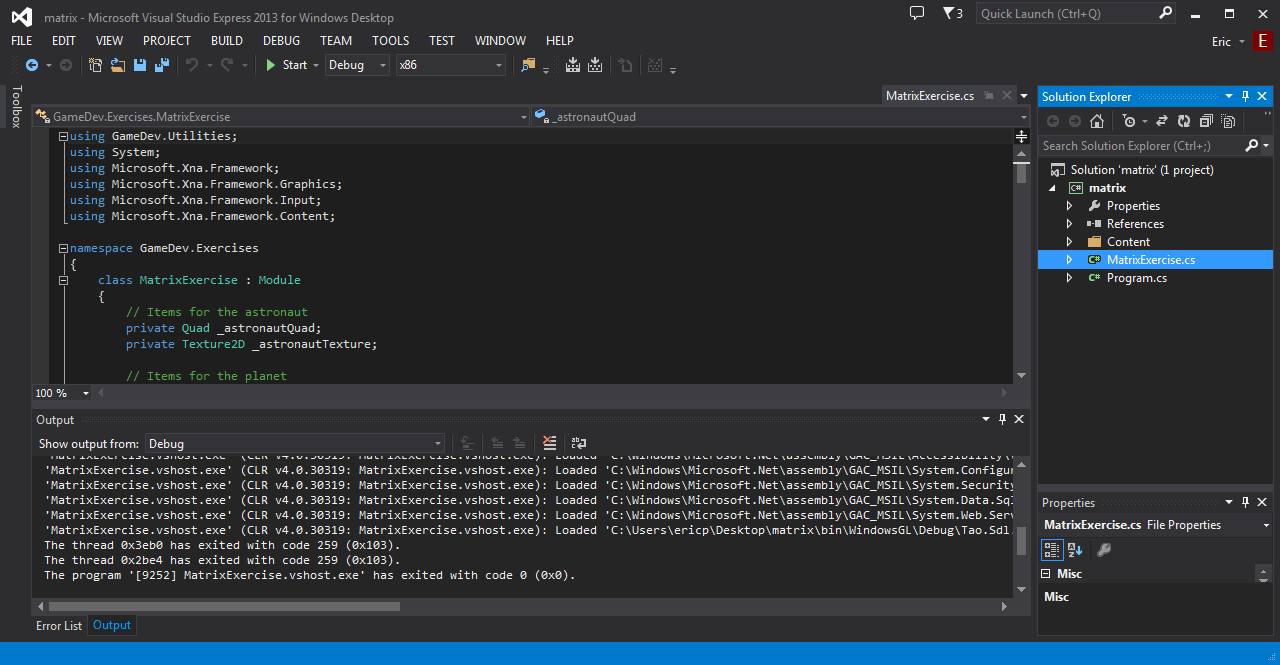 matrix - Microsoft Visual Studio Express 2013 for Windows Desktop
3
Quick Launch (Ctrl+Q)
FILE EDIT VIEW PROJECT BUILD DEBUG TEAM TOOLS TEST WINDOW HELP
Eric
E
Start
Debug
x86
Toolbox
MatrixExercise.cs
GameDev.Exercises.MatrixExercise
_astronautQuad
using GameDev.Utilities;
using System;
using Microsoft.Xna.Framework;
using Microsoft.Xna.Framework.Graphics;
using Microsoft.Xna.Framework.Input;
using Microsoft.Xna.Framework.Content;
namespace GameDev.Exercises
{
class MatrixExercise : Module
{
// Items for the astronaut
private Quad _astronautQuad;
private Texture2D _astronautTexture;
// Items for the planet
100 %
Output
Show output from: Debug
'MatrixExercise.vshost.exe' (CLR v4.0.30319: MatrixExercise.vshost.exe): Loaded 'C:\Windows\Microsoft.Net\assembly\GAC_MSIL\Accessibility\
'MatrixExercise.vshost.exe' (CLR v4.0.30319: MatrixExercise.vshost.exe): Loaded 'C:\Windows\Microsoft.Net\assembly\GAC_MSIL\System.Configur
'MatrixExercise.vshost.exe' (CLR v4.0.30319: MatrixExercise.vshost.exe): Loaded 'C:\Windows\Microsoft.Net\assembly\GAC_MSIL\System.Security
'MatrixExercise.vshost.exe' (CLR v4.0.30319: MatrixExercise.vshost.exe): Loaded 'C:\Windows\Microsoft.Net\assembly\GAC_MSIL\System.Data.Sql
'MatrixExercise.vshost.exe' (CLR v4.0.30319: MatrixExercise.vshost.exe): Loaded 'C:\Windows\Microsoft.Net\assembly\GAC_MSIL\System.Web.Serv
'MatrixExercise.vshost.exe' (CLR v4.0.30319: MatrixExercise.vshost.exe): Loaded 'C:\Users\ericp\Desktop\matrix\bin\WindowsGL\Debug\Tao.Sdl.
The thread 0x3eb0 has exited with code 259 (0x103).
The thread 0x2be4 has exited with code 259 (0x103).
The program '[9252] MatrixExercise.vshost.exe' has exited with code 0 (0x0).
Error List
Output
Solution Explorer
Search Solution Explorer (Ctrl+;)
Solution 'matrix' (1 project)
C# matrix
Properties
References
Content
C# MatrixExercise.cs
C# Program.cs
Properties
MatrixExercise.cs File Properties
Misc
Misc